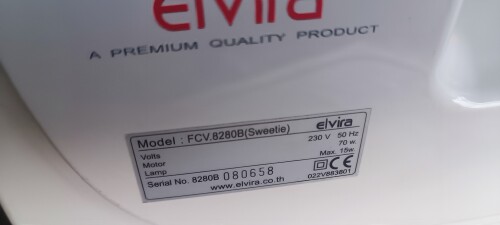 elvira
A PREMIUM QUALITY PRODUCT
Model : FCV.8280B(Sweetie) elvira
Volts 230 V 50 Hz
Motor 70 w.
Lamp Max. 15w.
Serial No. 8280B 080658 CE
www.elvira.co.th 022V883801